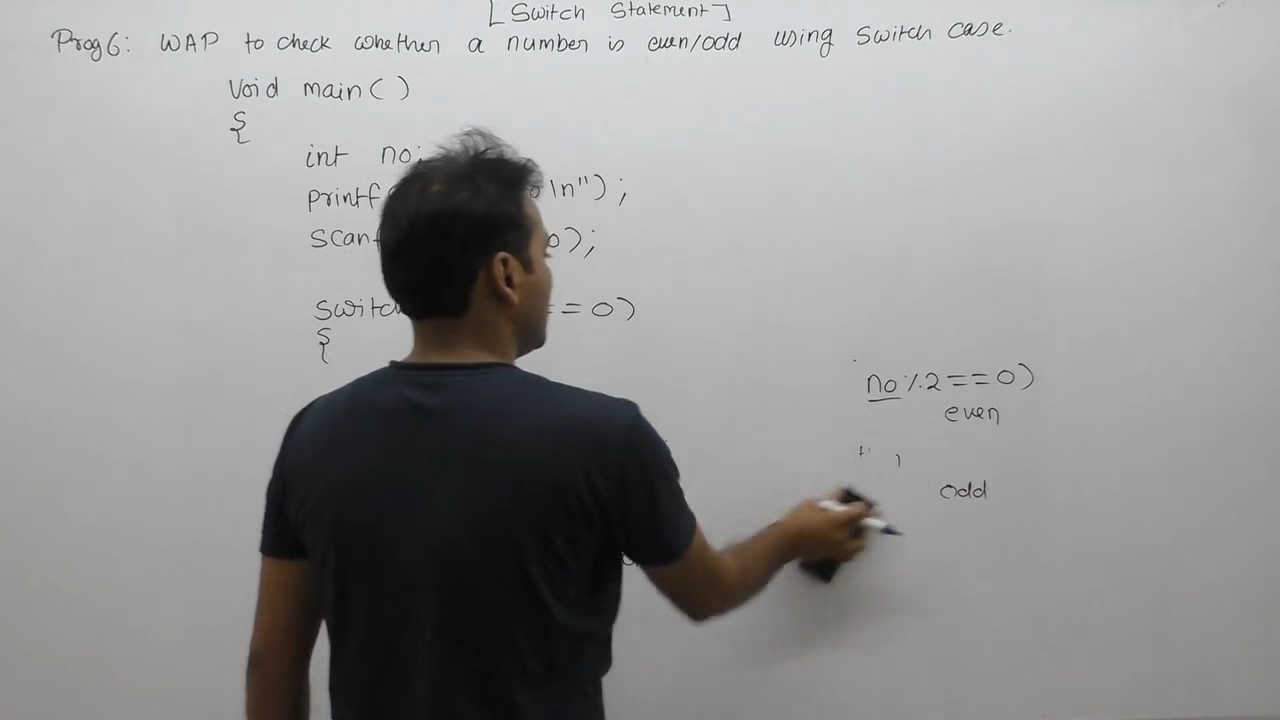 [Switch Statement]
Prog 6: WAP to check whether a number is even/odd using Switch case.
void main( )
{
int no;
printf \n");
scanf );
switch ==0)
{
no%2==0)
even
odd